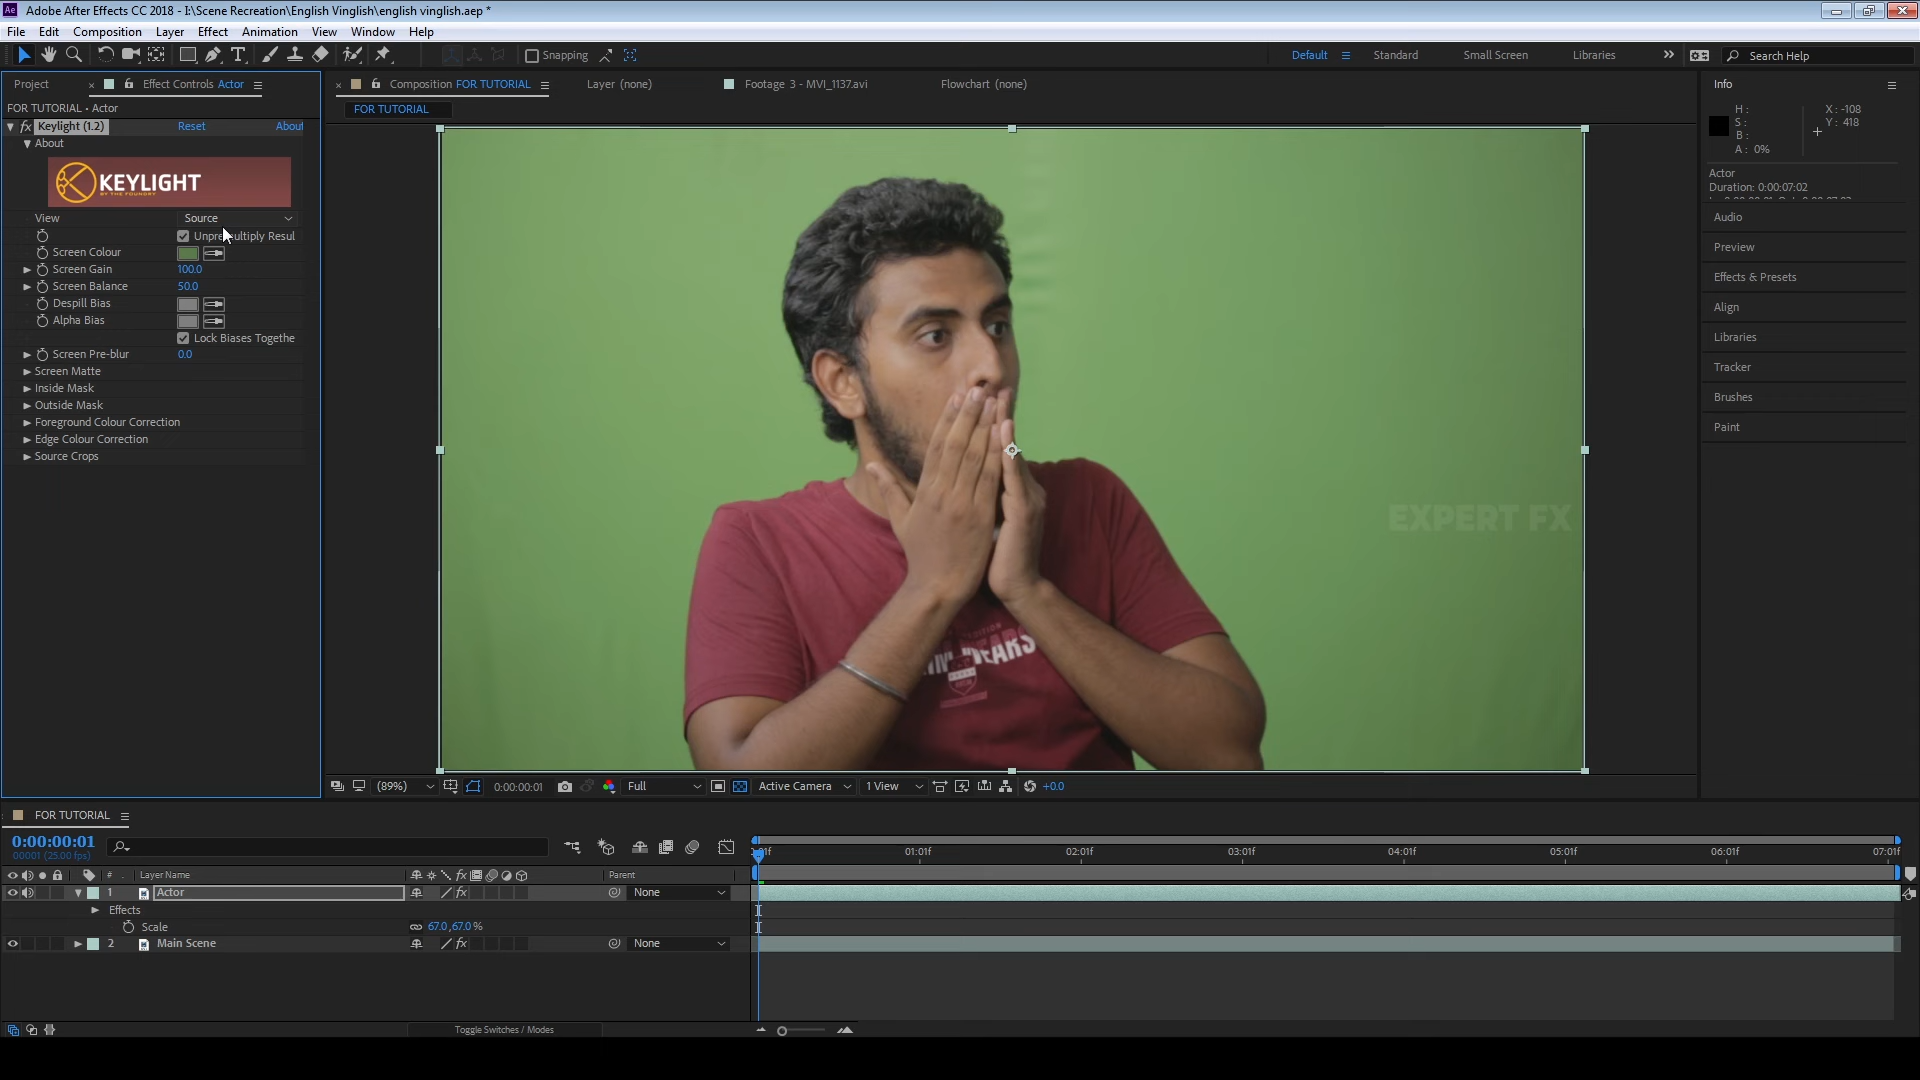 Adobe After Effects CC 2018 - I:\Scene Recreation\English Vinglish\english vinglish.aep *
File Edit Composition Layer Effect Animation View Window Help
Snapping
Default Standard Small Screen Libraries Search Help
Project Effect Controls Actor
FOR TUTORIAL • Actor
Keylight (1.2) Reset About
About
KEYLIGHT
BY THE FOUNDRY
View Source
Screen Colour
Screen Gain 100.0
Screen Balance 50.0
Despill Bias
Alpha Bias
Lock Biases Togethe
Screen Pre-blur 0.0
Screen Matte
Inside Mask
Outside Mask
Foreground Colour Correction
Edge Colour Correction
Source Crops
Composition FOR TUTORIAL Layer (none) Footage 3 - MVI_1137.avi Flowchart (none)
FOR TUTORIAL
EXPERT FX
(89%) 0:00:00:01 Full Active Camera 1 View +0.0
Info
H :
S :
B :
A : 0%
X : -108
Y : 418
Actor
Duration: 0:00:07:02
Audio
Preview
Effects & Presets
Align
Libraries
Tracker
Brushes
Paint
FOR TUTORIAL
0:00:00:01
00001 (25.00 fps)
01:01f 02:01f 03:01f 04:01f 05:01f 06:01f 07:01f
# Layer Name Parent
1 Actor None
Effects
Scale 67.0,67.0 %
2 Main Scene None
Toggle Switches / Modes